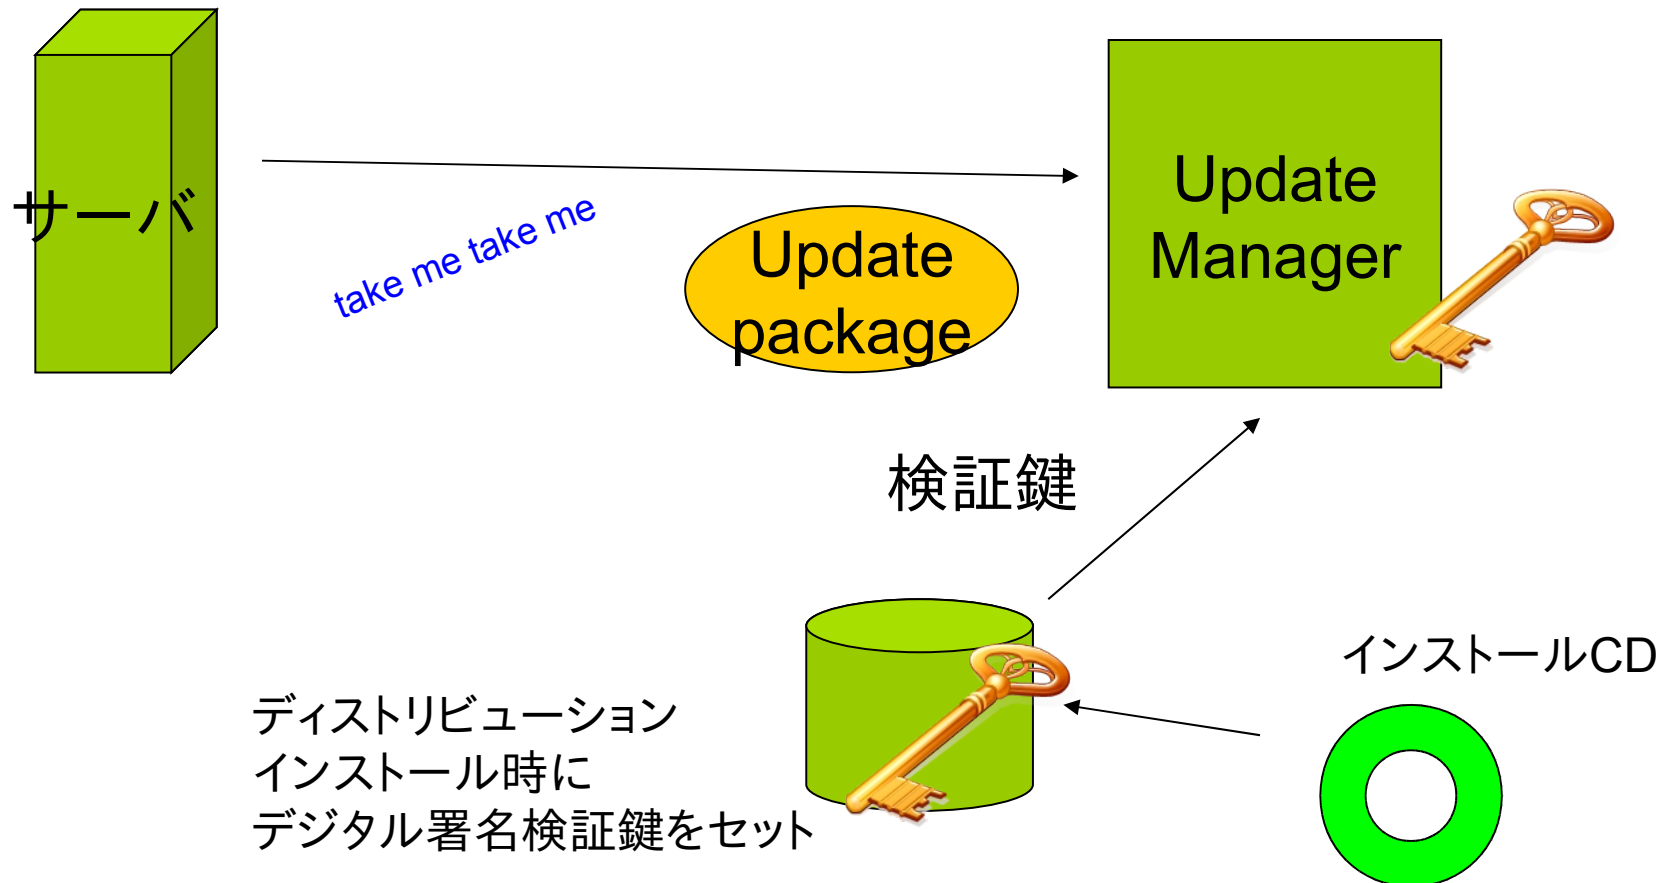 サーバ
take me take me
Update
package
Update
Manager
検証鍵
インストールCD
ディストリビューション
インストール時に
デジタル署名検証鍵をセット